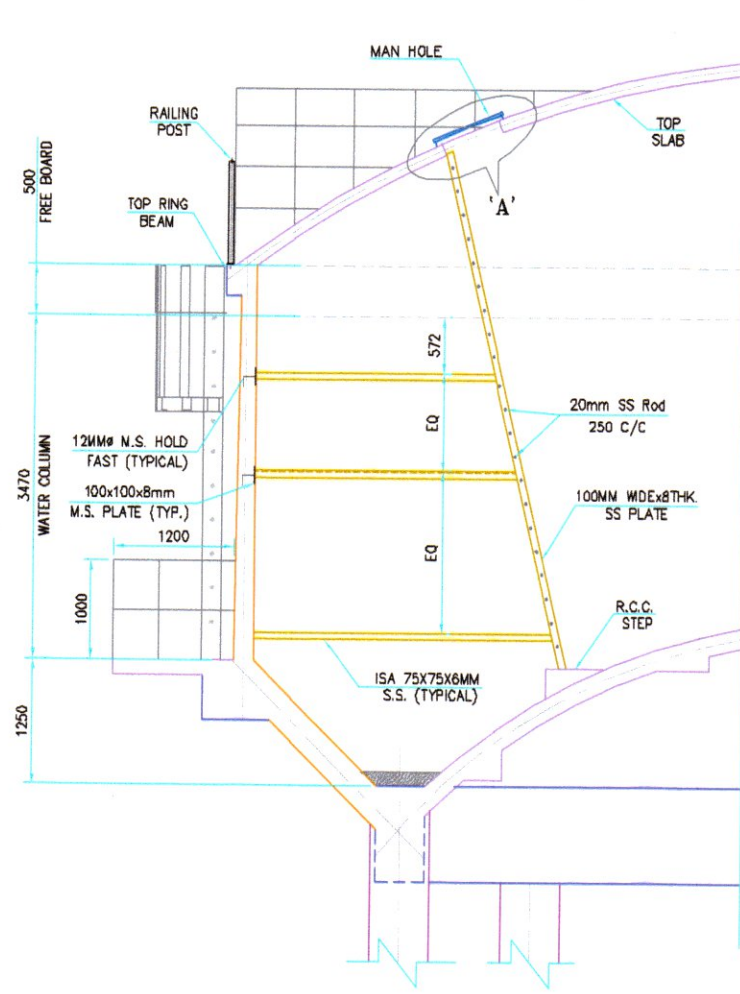 MAN HOLE
RAILING
POST
TOP
SLAB
500
FREE BOARD
TOP RING
BEAM
'A'
572
20mm SS Rod
250 C/C
EQ
12MMø N.S. HOLD
FAST (TYPICAL)
3470
WATER COLUMN
100x100x8mm
M.S. PLATE (TYP.)
100MM WIDEx8THK.
SS PLATE
1200
EQ
1000
R.C.C.
STEP
ISA 75X75X6MM
S.S. (TYPICAL)
1250